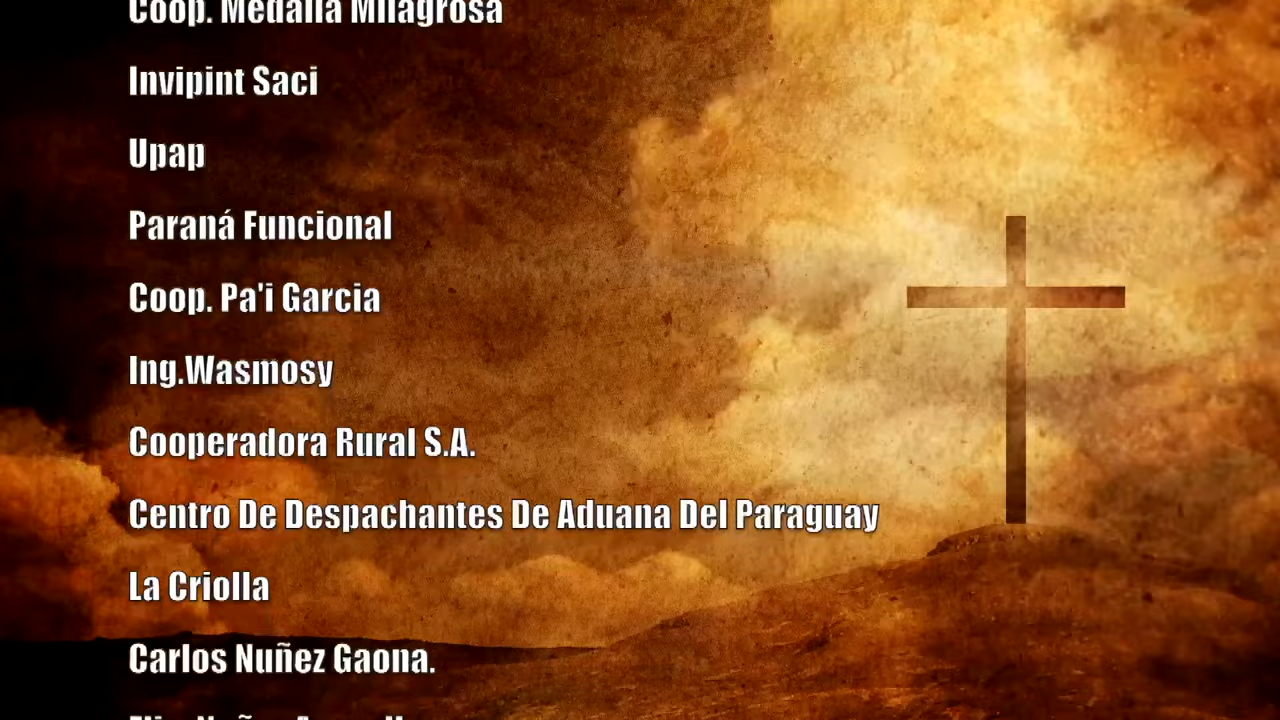 Coop. Medalla Milagrosa
Invipint Saci
Upap
Paraná Funcional
Coop. Pa'i Garcia
Ing.Wasmosy
Cooperadora Rural S.A.
Centro De Despachantes De Aduana Del Paraguay
La Criolla
Carlos Nuñez Gaona.